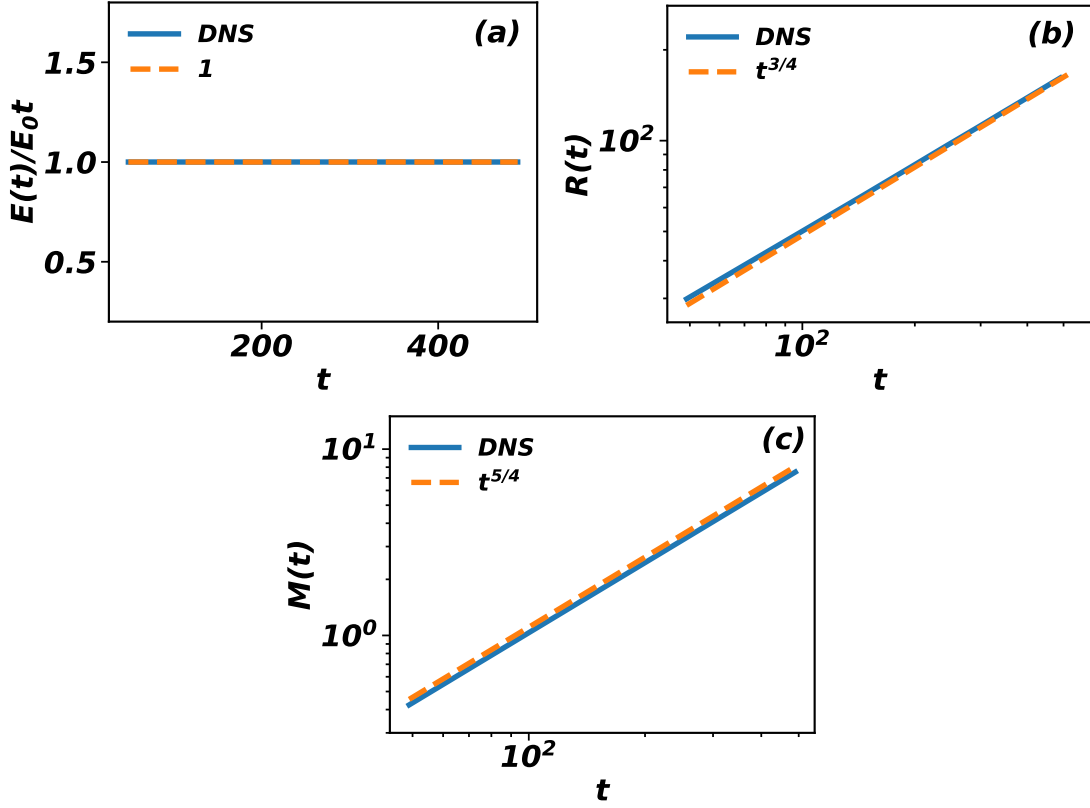 (a)
DNS
1
E(t)/E₀t
1.5
1.0
0.5
200 400
t
(b)
DNS
t^{3/4}
R(t)
10²
10²
t
(c)
DNS
t^{5/4}
M(t)
10¹
10⁰
10²
t